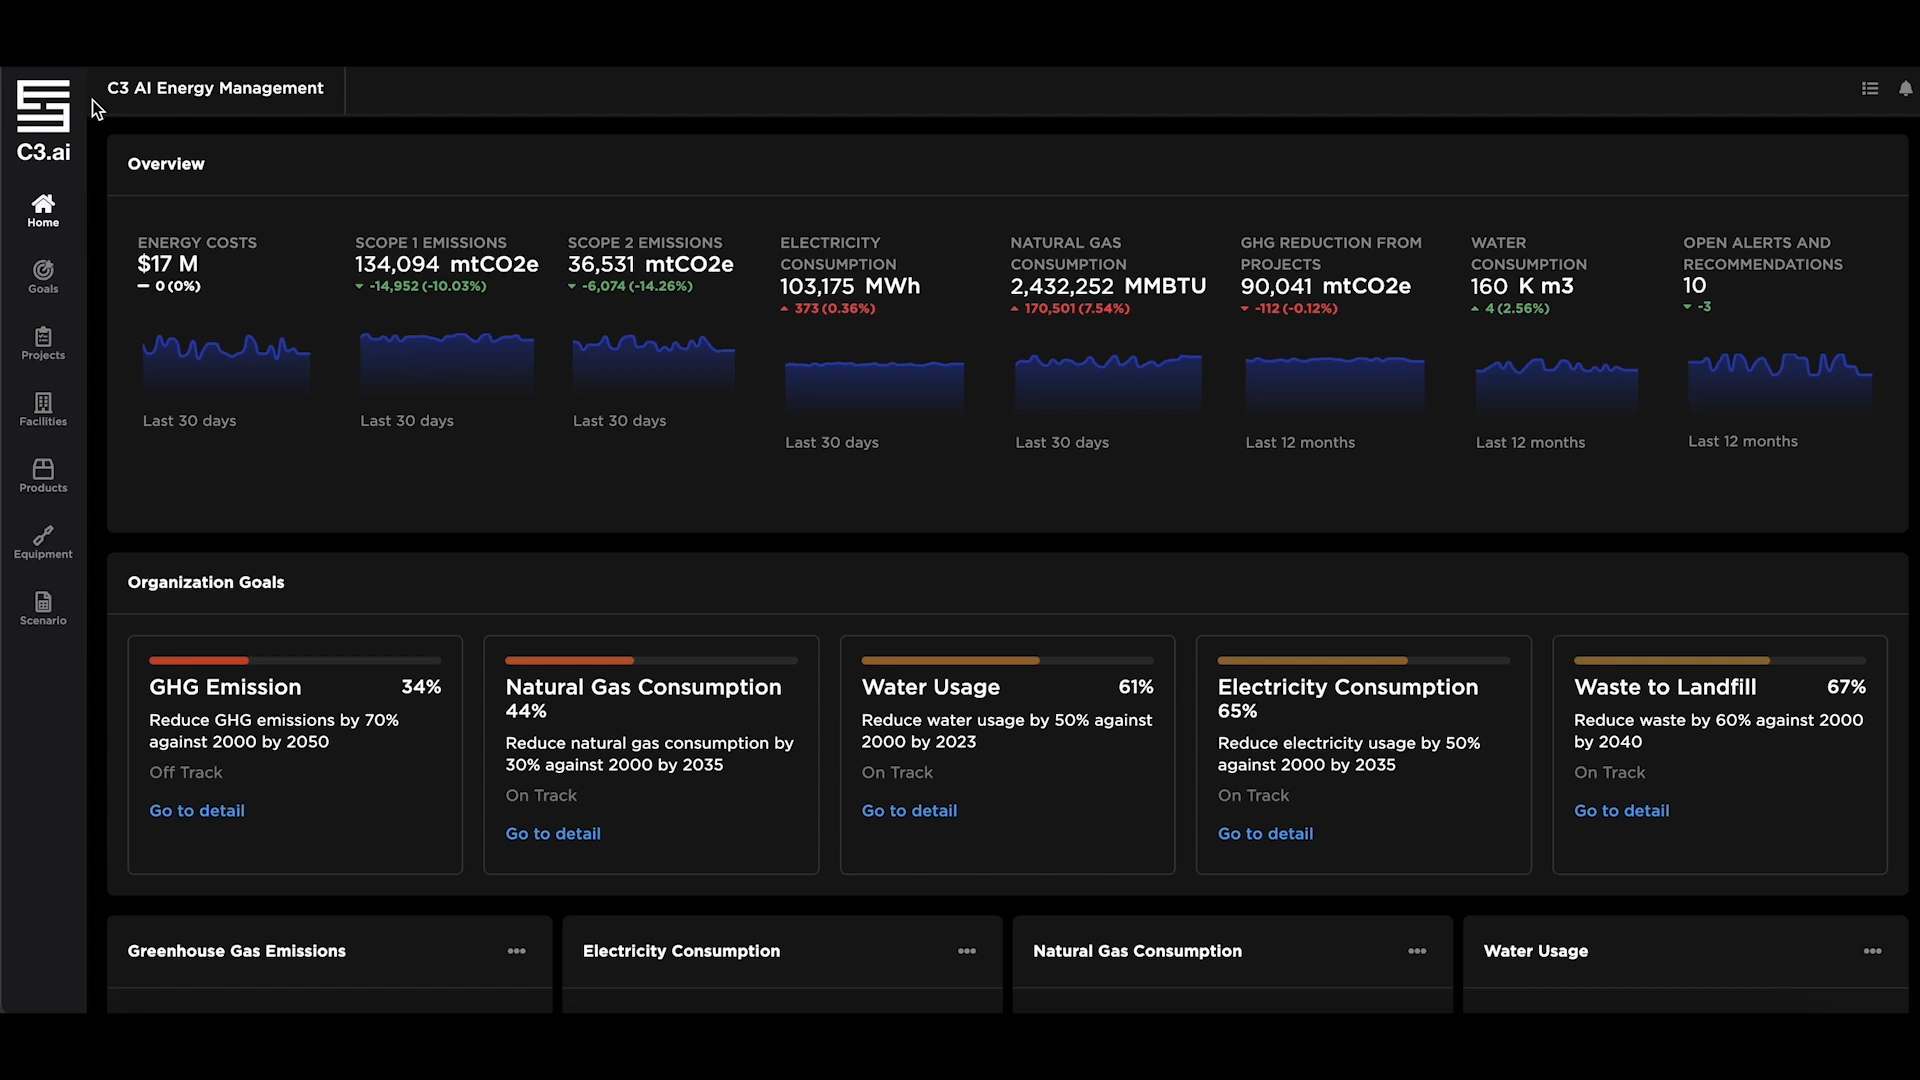 C3 AI Energy Management
C3.ai
Home
Goals
Projects
Facilities
Products
Equipment
Scenario
Overview
ENERGY COSTS
$17 M
0 (0%)
Last 30 days
SCOPE 1 EMISSIONS
134,094 mtCO2e
-14,952 (-10.03%)
Last 30 days
SCOPE 2 EMISSIONS
36,531 mtCO2e
-6,074 (-14.26%)
Last 30 days
ELECTRICITY
CONSUMPTION
103,175 MWh
373 (0.36%)
Last 30 days
NATURAL GAS
CONSUMPTION
2,432,252 MMBTU
170,501 (7.54%)
Last 30 days
GHG REDUCTION FROM
PROJECTS
90,041 mtCO2e
-112 (-0.12%)
Last 12 months
WATER
CONSUMPTION
160 K m3
4 (2.56%)
Last 12 months
OPEN ALERTS AND
RECOMMENDATIONS
10
-3
Last 12 months
Organization Goals
GHG Emission 34%
Reduce GHG emissions by 70%
against 2000 by 2050
Off Track
Go to detail
Natural Gas Consumption
44%
Reduce natural gas consumption by
30% against 2000 by 2035
On Track
Go to detail
Water Usage 61%
Reduce water usage by 50% against
2000 by 2023
On Track
Go to detail
Electricity Consumption
65%
Reduce electricity usage by 50%
against 2000 by 2035
On Track
Go to detail
Waste to Landfill 67%
Reduce waste by 60% against 2000
by 2040
On Track
Go to detail
Greenhouse Gas Emissions
Electricity Consumption
Natural Gas Consumption
Water Usage